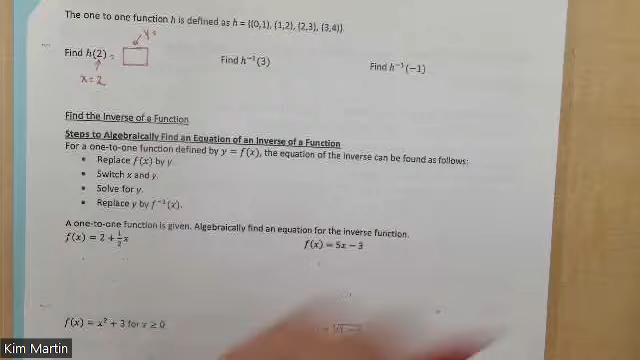 The one to one function h is defined as h = {(0,1), (1,2), (2,3), (3,4)}
y=
Find h(2) =
Find h⁻¹(3)
Find h⁻¹(−1)
x = 2
Find the Inverse of a Function
Steps to Algebraically Find an Equation of an Inverse of a Function
For a one-to-one function defined by y = f(x), the equation of the inverse can be found as follows:
• Replace f(x) by y.
• Switch x and y.
• Solve for y.
• Replace y by f⁻¹(x).
A one-to-one function is given. Algebraically find an equation for the inverse function.
f(x) = 2 + ½x
f(x) = 5x − 3
f(x) = x² + 3 for x ≥ 0
Kim Martin